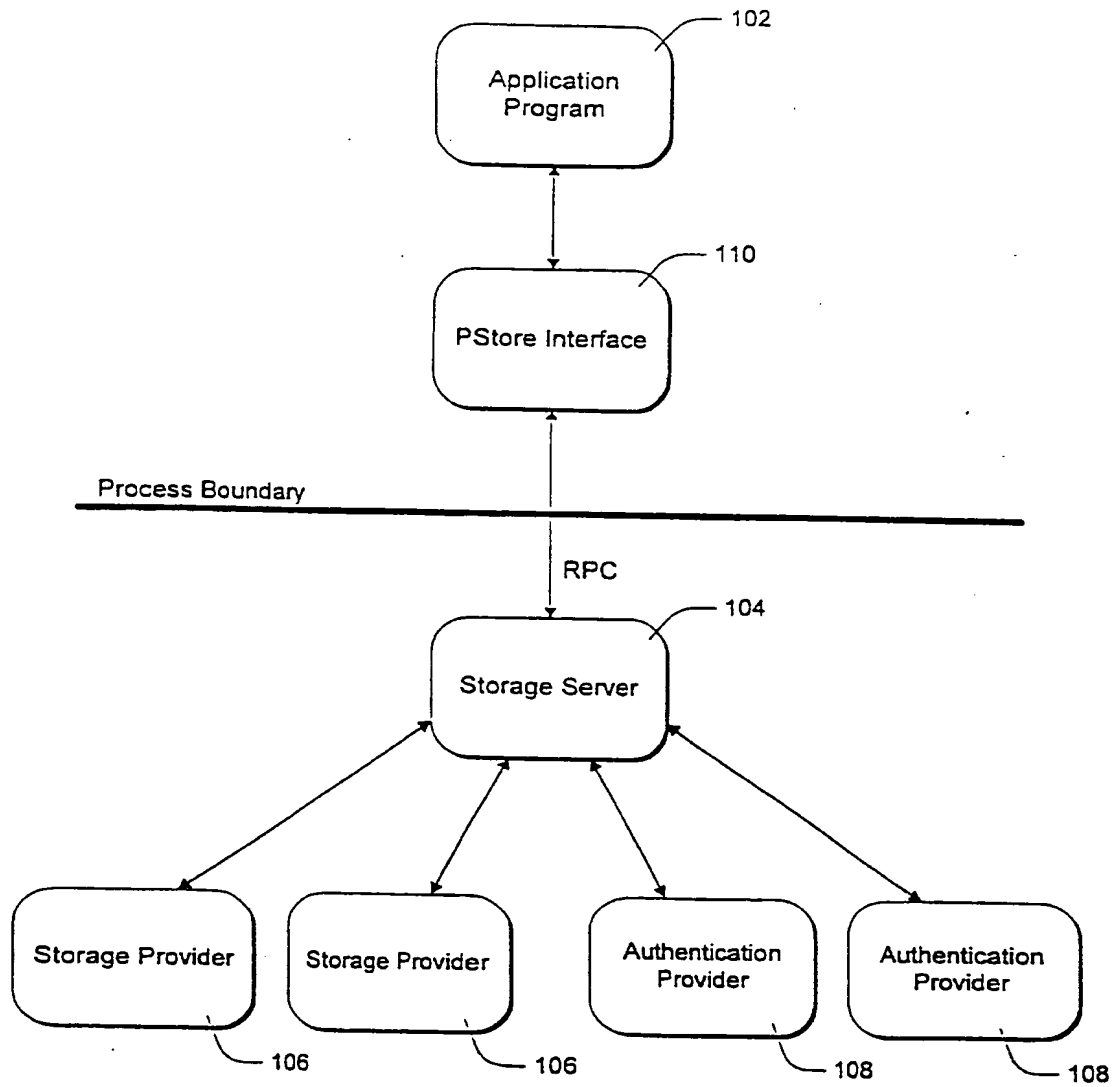 102
Application
Program
110
PStore Interface
Process Boundary
RPC
104
Storage Server
Storage Provider
Storage Provider
Authentication
Provider
Authentication
Provider
106
106
108
108